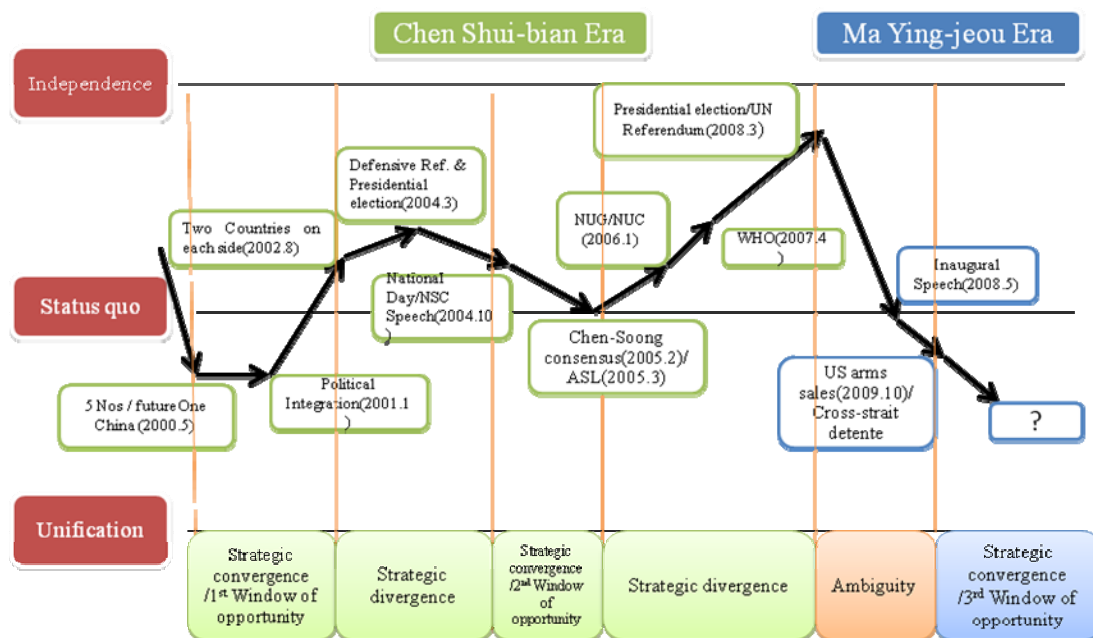 Chen Shui-bian Era
Ma Ying-jeou Era
Independence
Presidential election/UN
Referendum(2008.3)
Defensive Ref. &
Presidential
election(2004.3)
Two Countries on
each side(2002.8)
NUG/NUC
(2006.1)
WHO(2007.4
)
National
Day/NSC
Speech(2004.10
)
Inaugural
Speech(2008.5)
Status quo
Chen-Soong
consensus(2005.2)/
ASL(2005.3)
US arms
sales(2009.10)/
Cross-strait
detente
Political
Integration(2001.1
)
5 Nos / future One
China (2000.5)
?
Unification
Strategic
convergence
/1st Window of
opportunity
Strategic
divergence
Strategic
convergence
/2nd Window
of
opportunity
Strategic divergence
Ambiguity
Strategic
convergence
/3rd Window of
opportunity